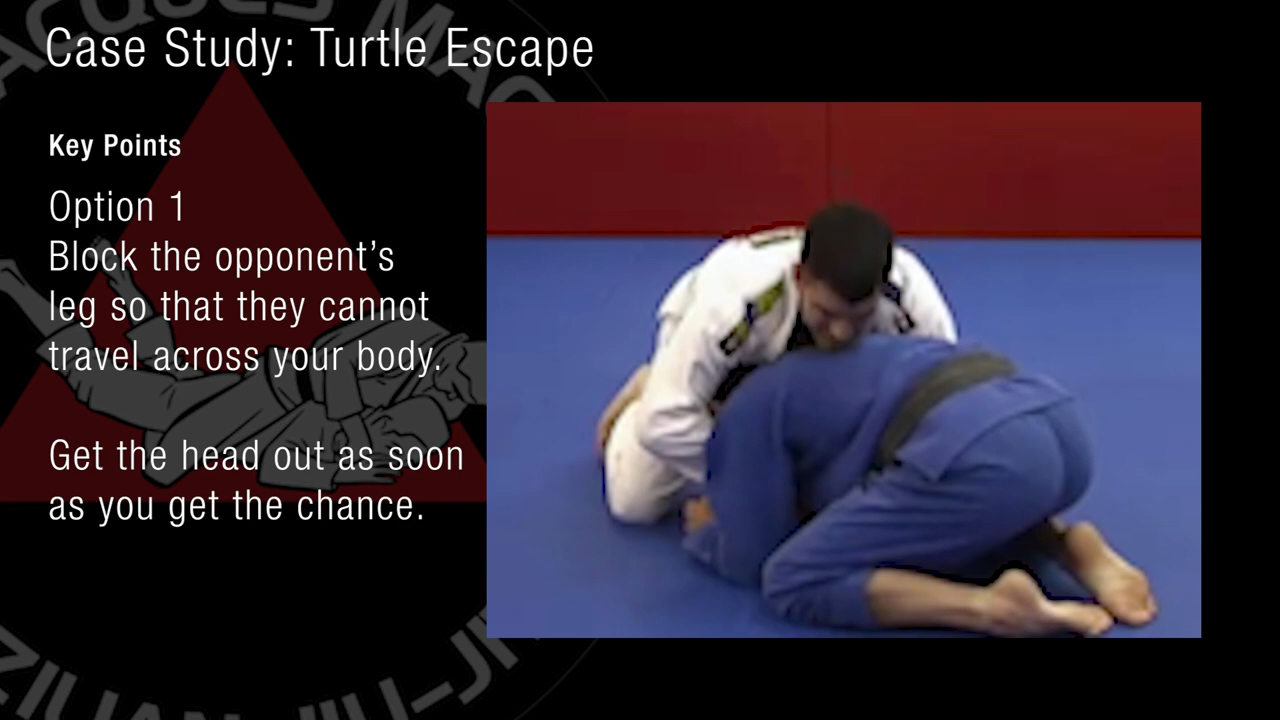 Case Study: Turtle Escape
Key Points
Option 1
Block the opponent's
leg so that they cannot
travel across your body.
Get the head out as soon
as you get the chance.